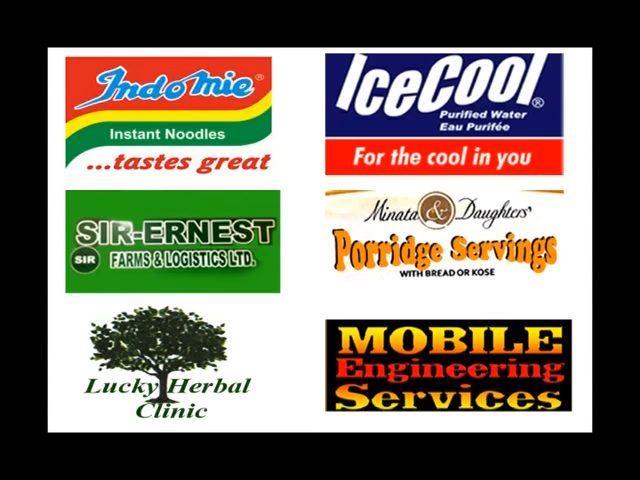 Indomie®
Instant Noodles
...tastes great
IceCool®
Purified Water
Eau Purifée
For the cool in you
SIR-ERNEST
SIR
FARMS & LOGISTICS LTD.
Minata & Daughters'
Porridge Servings
WITH BREAD OR KOSE
Lucky Herbal
Clinic
MOBILE
Engineering
Services